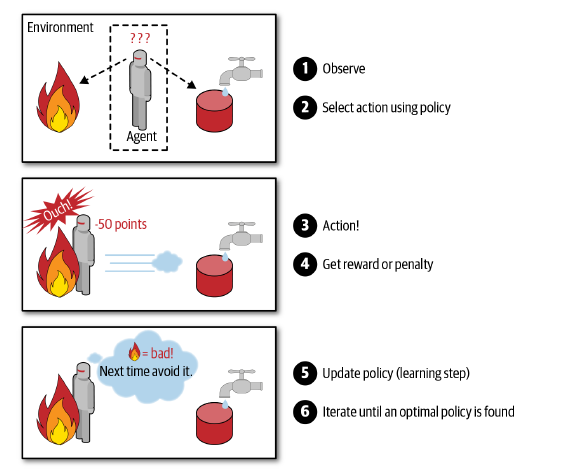 Environment
???
Agent
1 Observe
2 Select action using policy
Ouch!
-50 points
3 Action!
4 Get reward or penalty
= bad!
Next time avoid it.
5 Update policy (learning step)
6 Iterate until an optimal policy is found